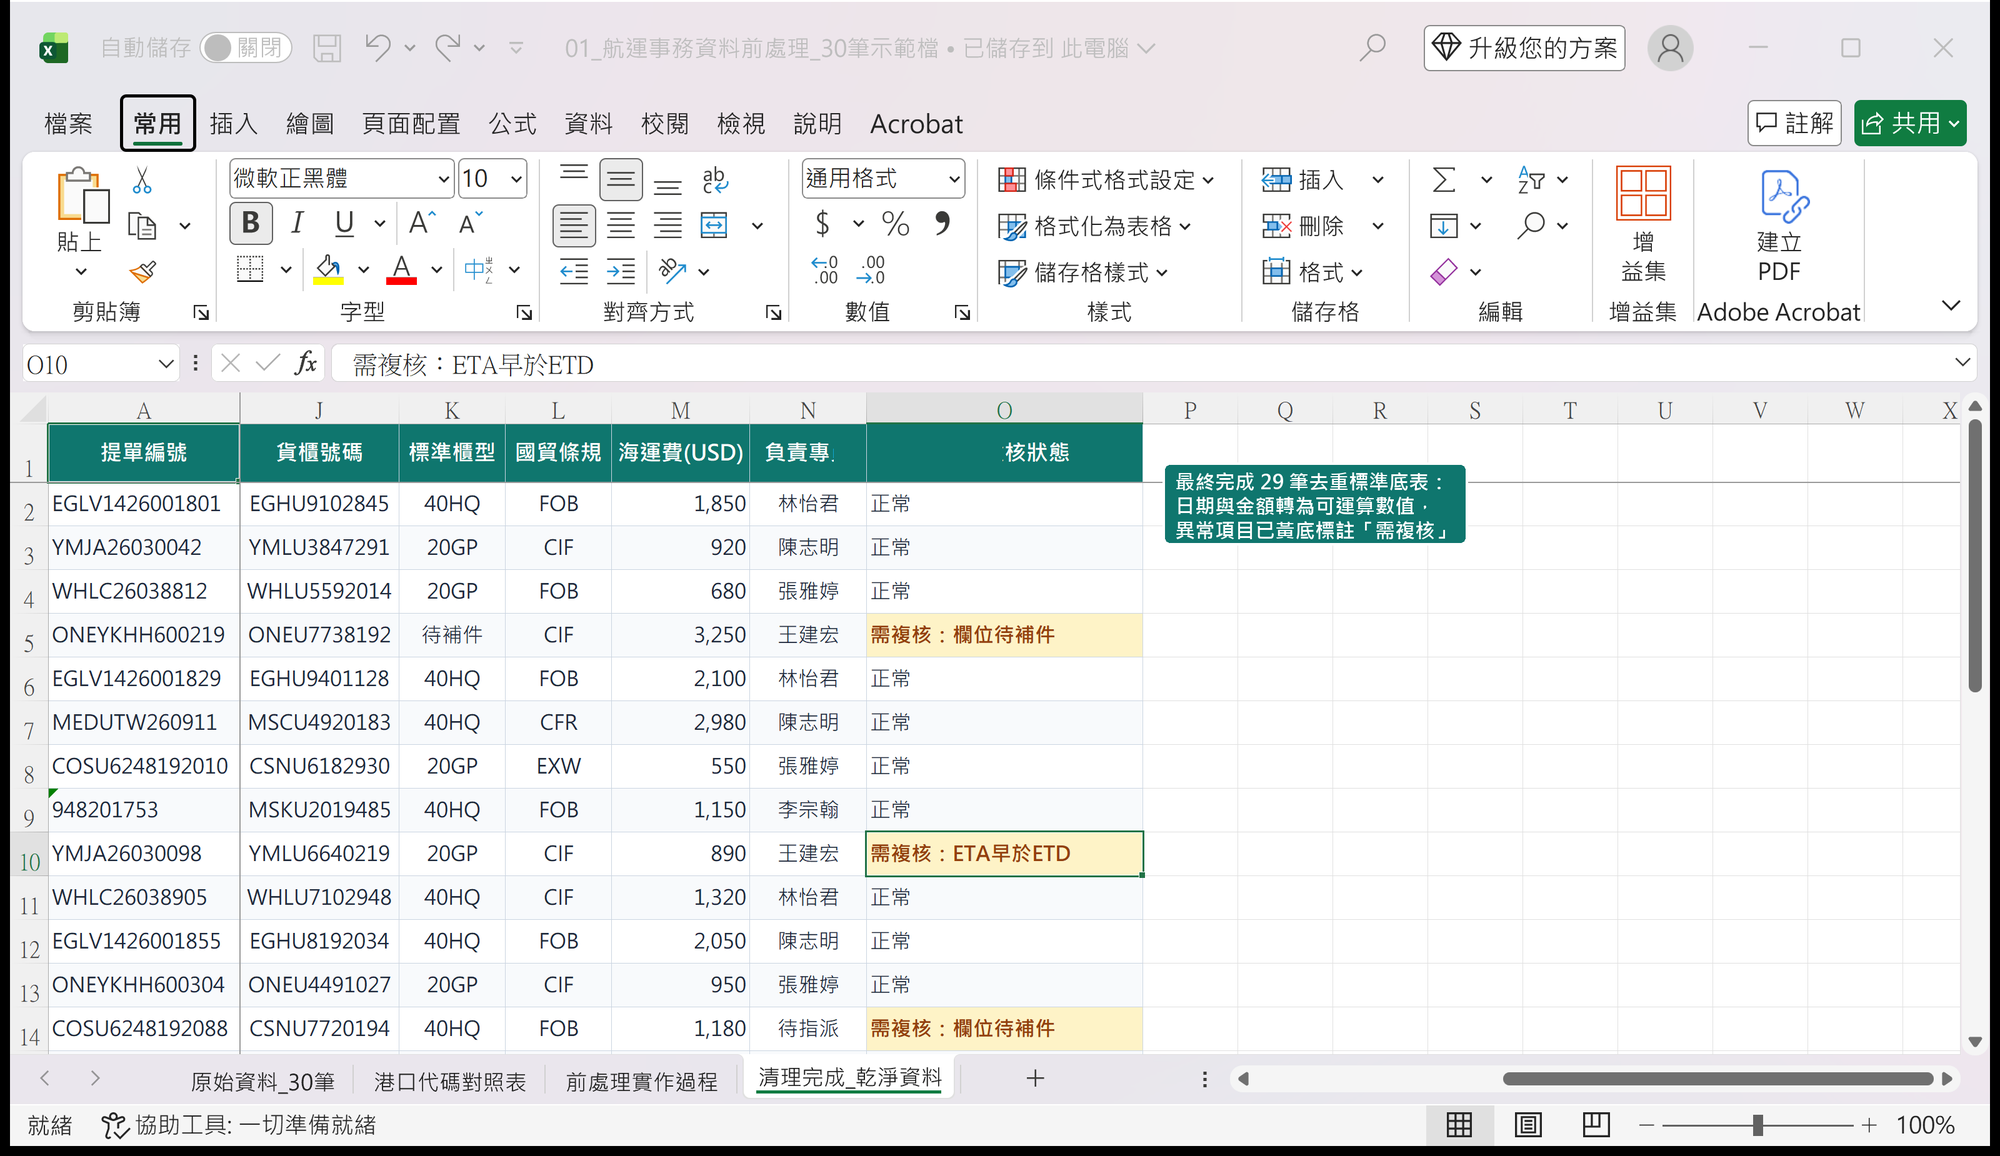 自動儲存 關閉 01_航運事務資料前處理_30筆示範檔 • 已儲存到 此電腦 升級您的方案
檔案 常用 插入 繪圖 頁面配置 公式 資料 校閱 檢視 說明 Acrobat 註解 共用
貼上 微軟正黑體 10 通用格式 條件式格式設定 插入 增益集 建立 PDF
格式化為表格 刪除
儲存格樣式 格式
剪貼簿 字型 對齊方式 數值 樣式 儲存格 編輯 增益集 Adobe Acrobat
O10 fx 需複核：ETA早於ETD
A J K L M N O P Q R S T U V W X
1 提單編號 貨櫃號碼 標準櫃型 國貿條規 海運費(USD) 負責專 核狀態
最終完成 29 筆去重標準底表：
日期與金額轉為可運算數值，
異常項目已黃底標註「需複核」
2 EGLV1426001801 EGHU9102845 40HQ FOB 1,850 林怡君 正常
3 YMJA26030042 YMLU3847291 20GP CIF 920 陳志明 正常
4 WHLC26038812 WHLU5592014 20GP FOB 680 張雅婷 正常
5 ONEYKHH600219 ONEU7738192 待補件 CIF 3,250 王建宏 需複核：欄位待補件
6 EGLV1426001829 EGHU9401128 40HQ FOB 2,100 林怡君 正常
7 MEDUTW260911 MSCU4920183 40HQ CFR 2,980 陳志明 正常
8 COSU6248192010 CSNU6182930 20GP EXW 550 張雅婷 正常
9 948201753 MSKU2019485 40HQ FOB 1,150 李宗翰 正常
10 YMJA26030098 YMLU6640219 20GP CIF 890 王建宏 需複核：ETA早於ETD
11 WHLC26038905 WHLU7102948 40HQ CIF 1,320 林怡君 正常
12 EGLV1426001855 EGHU8192034 40HQ FOB 2,050 陳志明 正常
13 ONEYKHH600304 ONEU4491027 20GP CIF 950 張雅婷 正常
14 COSU6248192088 CSNU7720194 40HQ FOB 1,180 待指派 需複核：欄位待補件
原始資料_30筆 港口代碼對照表 前處理實作過程 清理完成_乾淨資料
就緒 協助工具: 一切準備就緒 100%